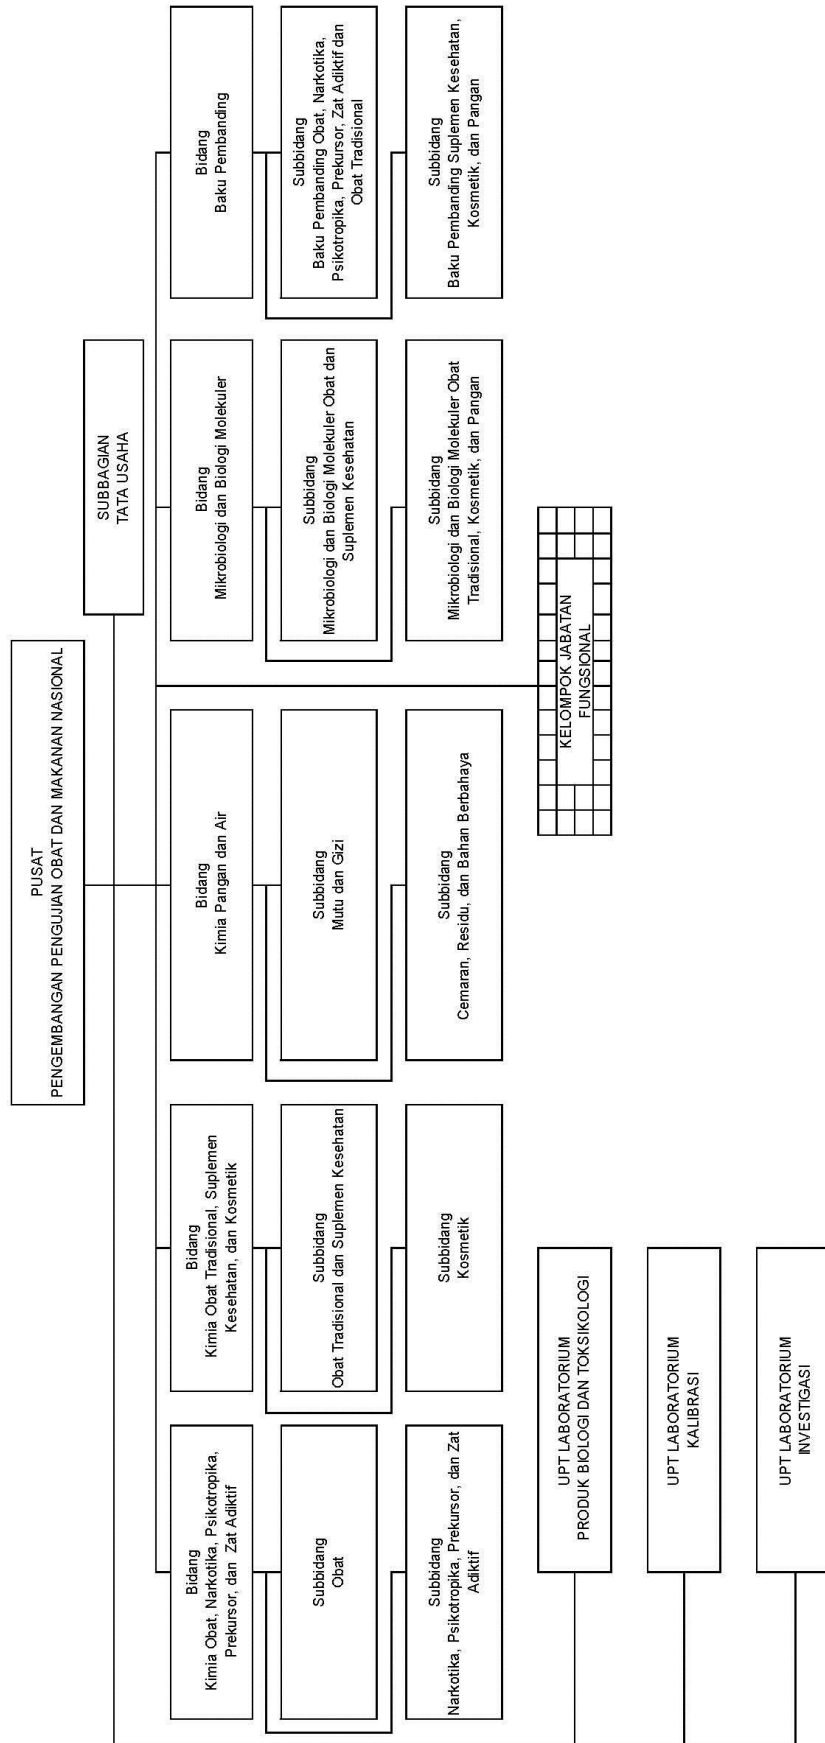 PUSAT
PENGEMBANGAN PENGUJIAN OBAT DAN MAKANAN NASIONAL
SUBBAGIAN
TATA USAHA
Bidang
Kimia Obat, Narkotika, Psikotropika,
Prekursor, dan Zat Adiktif
Bidang
Kimia Obat Tradisional, Suplemen
Kesehatan, dan Kosmetik
Bidang
Kimia Pangan dan Air
Bidang
Mikrobiologi dan Biologi Molekuler
Bidang
Baku Pembanding
Subbidang
Obat
Subbidang
Obat Tradisional dan Suplemen Kesehatan
Subbidang
Mutu dan Gizi
Subbidang
Mikrobiologi dan Biologi Molekuler Obat dan
Suplemen Kesehatan
Subbidang
Baku Pembanding Obat, Narkotika,
Psikotropika, Prekursor, Zat Adiktif dan
Obat Tradisional
Subbidang
Narkotika, Psikotropika, Prekursor, dan Zat
Adiktif
Subbidang
Kosmetik
Subbidang
Cemaran, Residu, dan Bahan Berbahaya
Subbidang
Mikrobiologi dan Biologi Molekuler Obat
Tradisional, Kosmetik, dan Pangan
Subbidang
Baku Pembanding Suplemen Kesehatan,
Kosmetik, dan Pangan
UPT LABORATORIUM
PRODUK BIOLOGI DAN TOKSIKOLOGI
KELOMPOK JABATAN
FUNGSIONAL
UPT LABORATORIUM
KALIBRASI
UPT LABORATORIUM
INVESTIGASI